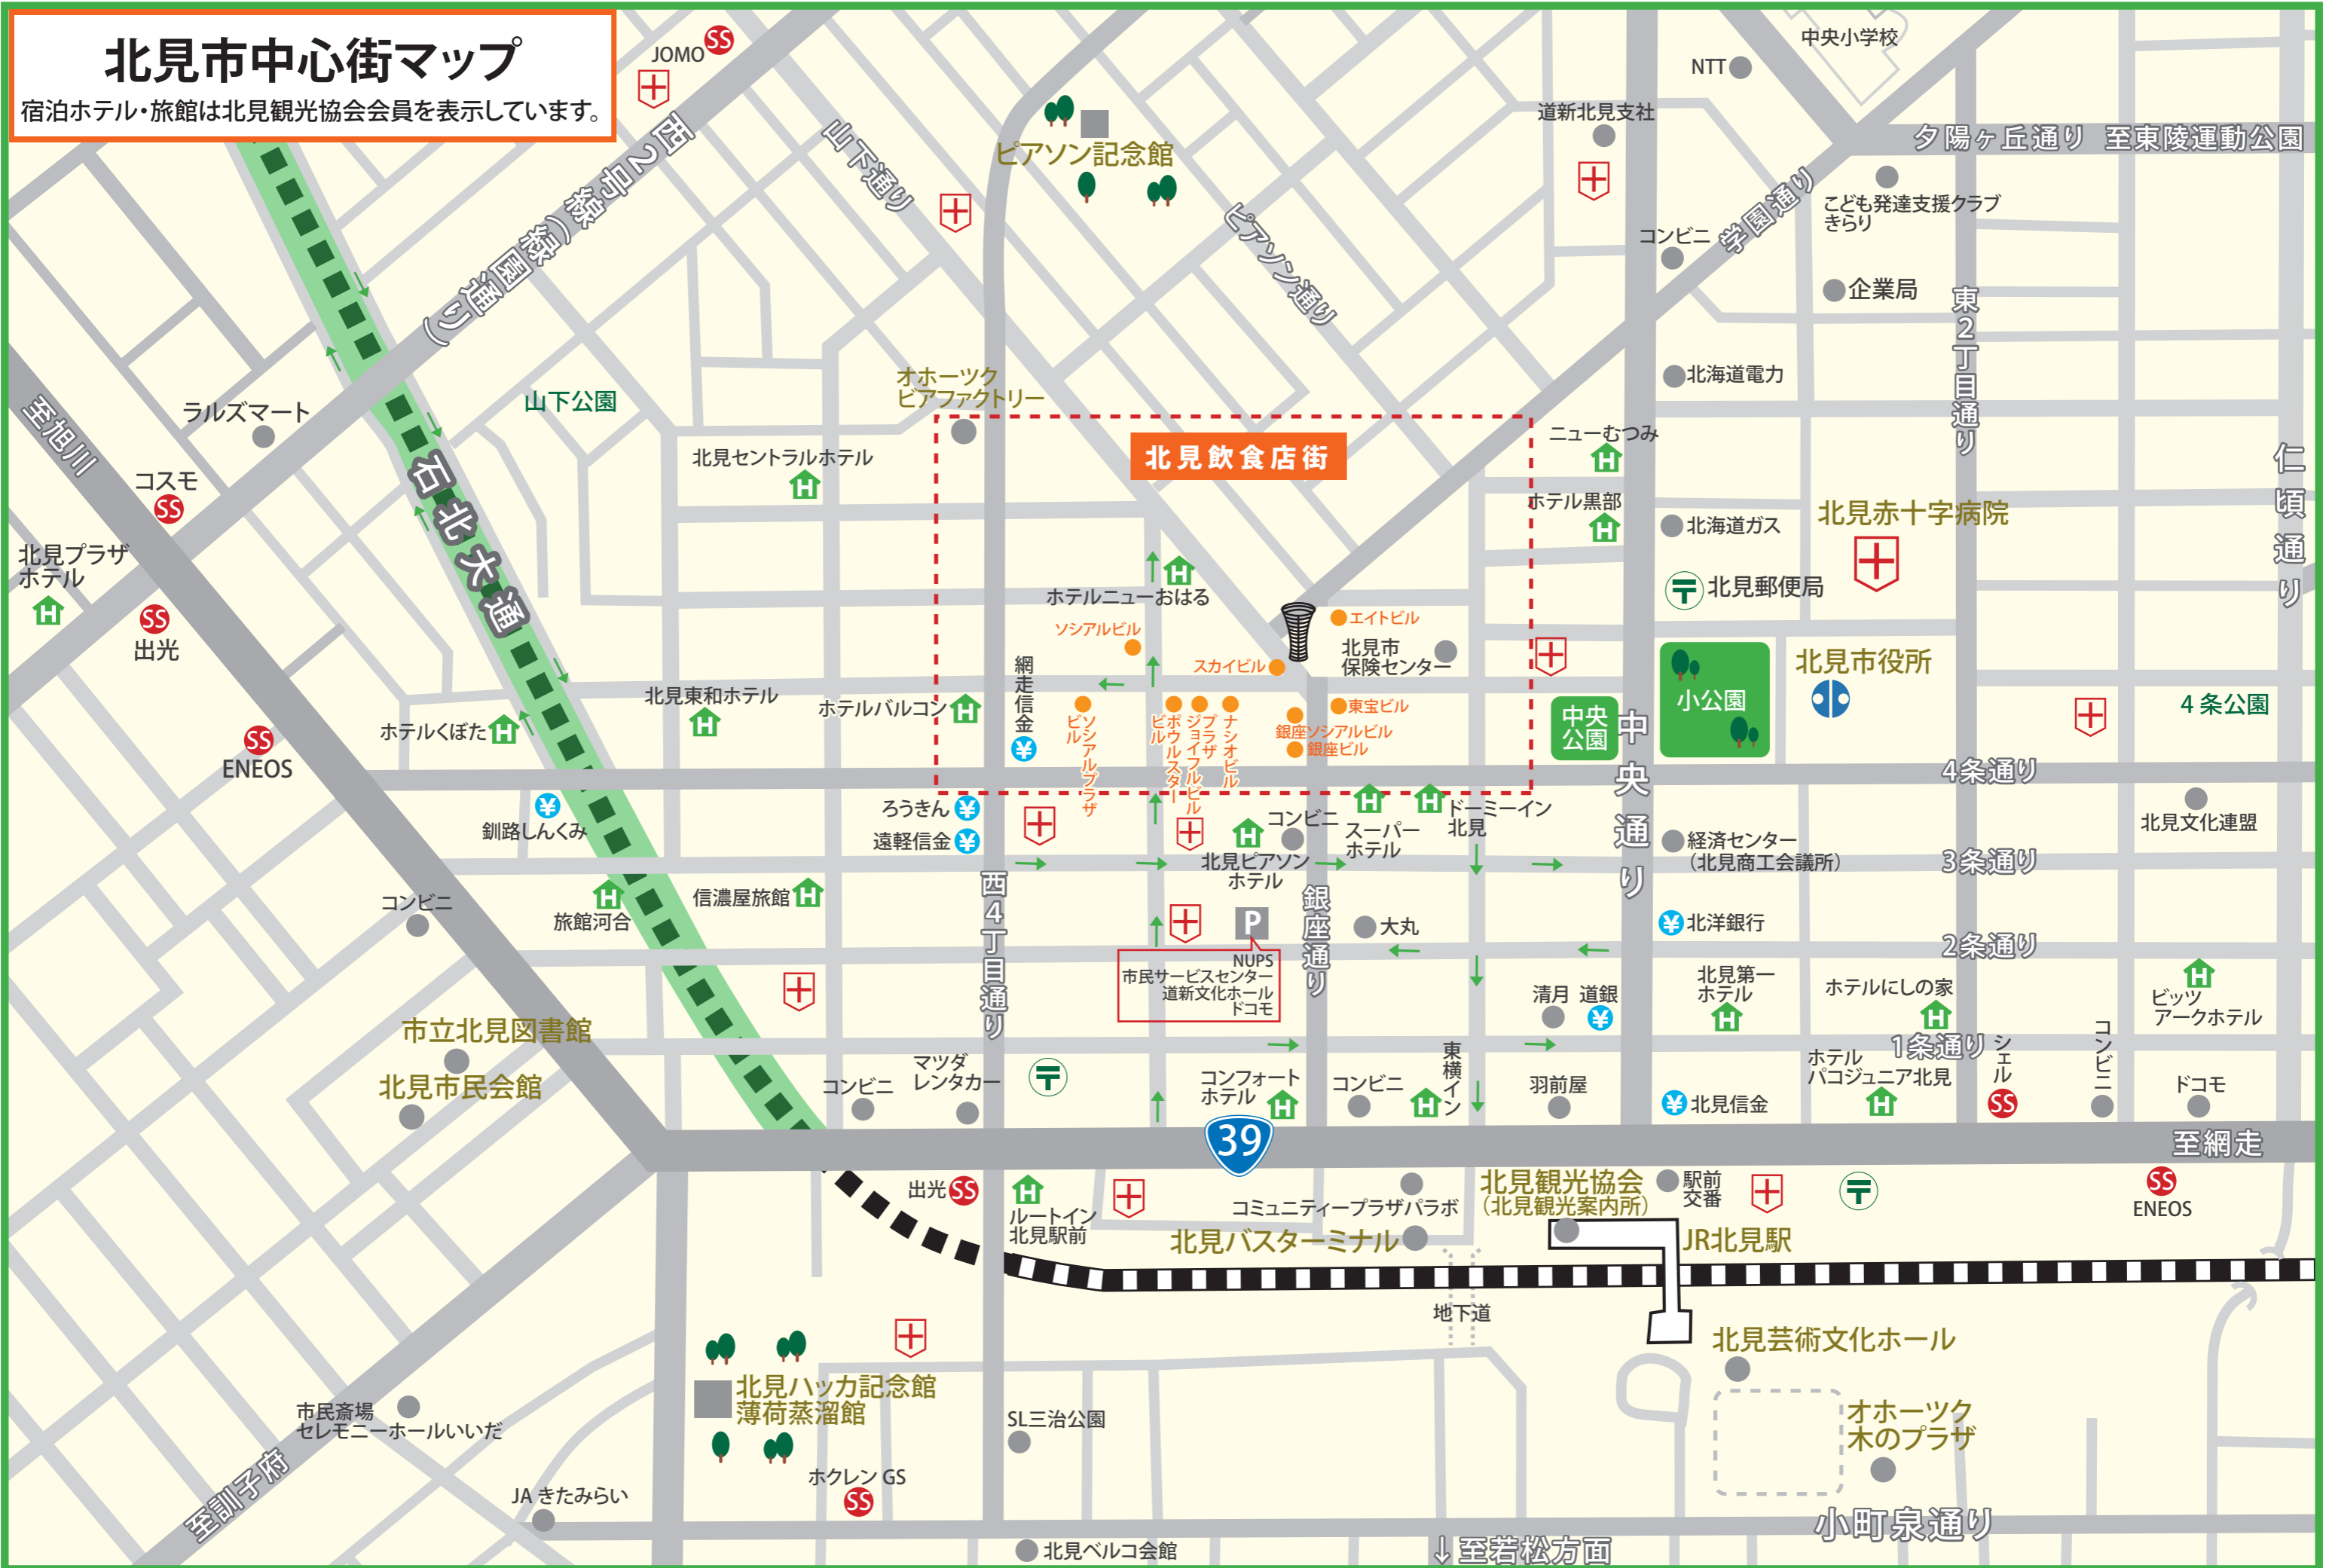 北見市中心街マップ
宿泊ホテル・旅館は北見観光協会会員を表示しています。
JOMO
SS
西2号線(緑園通り)
山下通り
ピアソン記念館
ピアソン通り
道新北見支社
NTT
中央小学校
夕陽ヶ丘通り 至東陵運動公園
学園通り
コンビニ
こども発達支援クラブ
きらり
企業局
東2丁目通り
北海道電力
仁頃通り
至旭川
ラルズマート
コスモ
SS
北見プラザ
ホテル
H
SS
出光
SS
ENEOS
石北大通
山下公園
オホーツク
ビアファクトリー
北見セントラルホテル
H
北見飲食店街
ニューむつみ
H
ホテル黒部
H
北海道ガス
北見赤十字病院
北見郵便局
ホテルニューおはる
H
ソシアルビル
スカイビル
エイトビル
北見市
保険センター
小公園
北見市役所
4条公園
北見東和ホテル
H
ホテルくぼた
H
ホテルバルコン
H
網走信金
¥
ソシアルプラザ
ビル
ポウルスター
ビル
ジョイフルビル
プラザ
ナシオビル
東宝ビル
銀座ソシアルビル
銀座ビル
中央
公園
中央通り
4条通り
¥
釧路しんくみ
ろうきん
¥
遠軽信金
¥
コンビニ
H
北見ピアソン
ホテル
H
スーパー
ホテル
H
ドーミーイン
北見
経済センター
(北見商工会議所)
北見文化連盟
3条通り
コンビニ
H
旅館河合
信濃屋旅館
H
西4丁目通り
P
NUPS
市民サービスセンター
道新文化ホール
ドコモ
銀座通り
大丸
¥
北洋銀行
2条通り
北見第一
ホテル
H
ホテルにしの家
H
H
ビッツ
アークホテル
清月
道銀
¥
市立北見図書館
北見市民会館
コンビニ
マツダ
レンタカー
コンフォート
ホテル
H
コンビニ
東横イン
H
羽前屋
¥
北見信金
1条通り
ホテル
パコジュニア北見
H
シェル
SS
コンビニ
ドコモ
39
至網走
出光
SS
H
ルートイン
北見駅前
コミュニティープラザパラボ
北見バスターミナル
北見観光協会
(北見観光案内所)
駅前
交番
JR北見駅
SS
ENEOS
地下道
北見芸術文化ホール
オホーツク
木のプラザ
北見ハッカ記念館
薄荷蒸溜館
SL三治公園
市民斎場
セレモニーホールいいだ
至訓子府
JA きたみらい
ホクレン GS
SS
小町泉通り
北見ベルコ会館
↓至若松方面